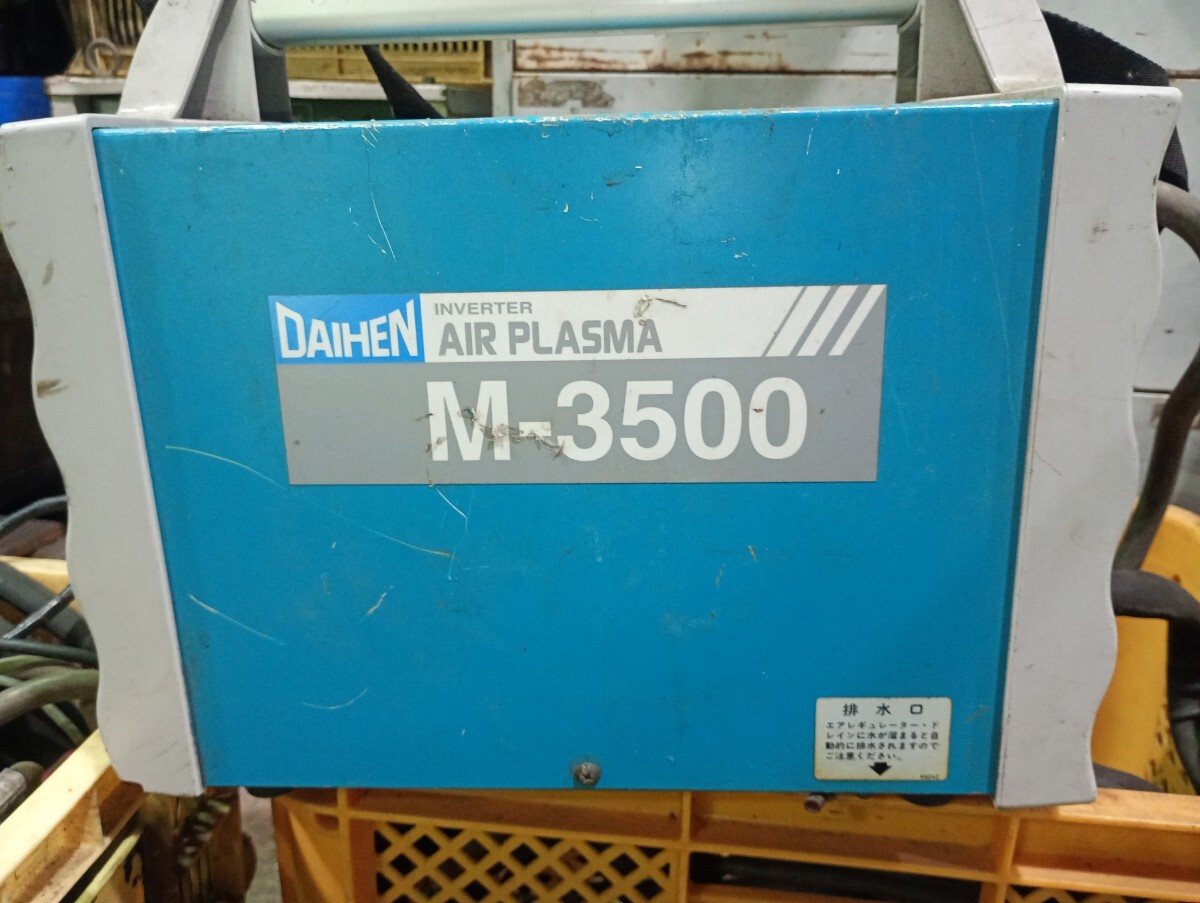 DAIHEN
INVERTER
AIR PLASMA
M-3500
排水口
エアレギュレーター・ド
レインに水が溜まると自
動的に排水されますので
ご注意ください。